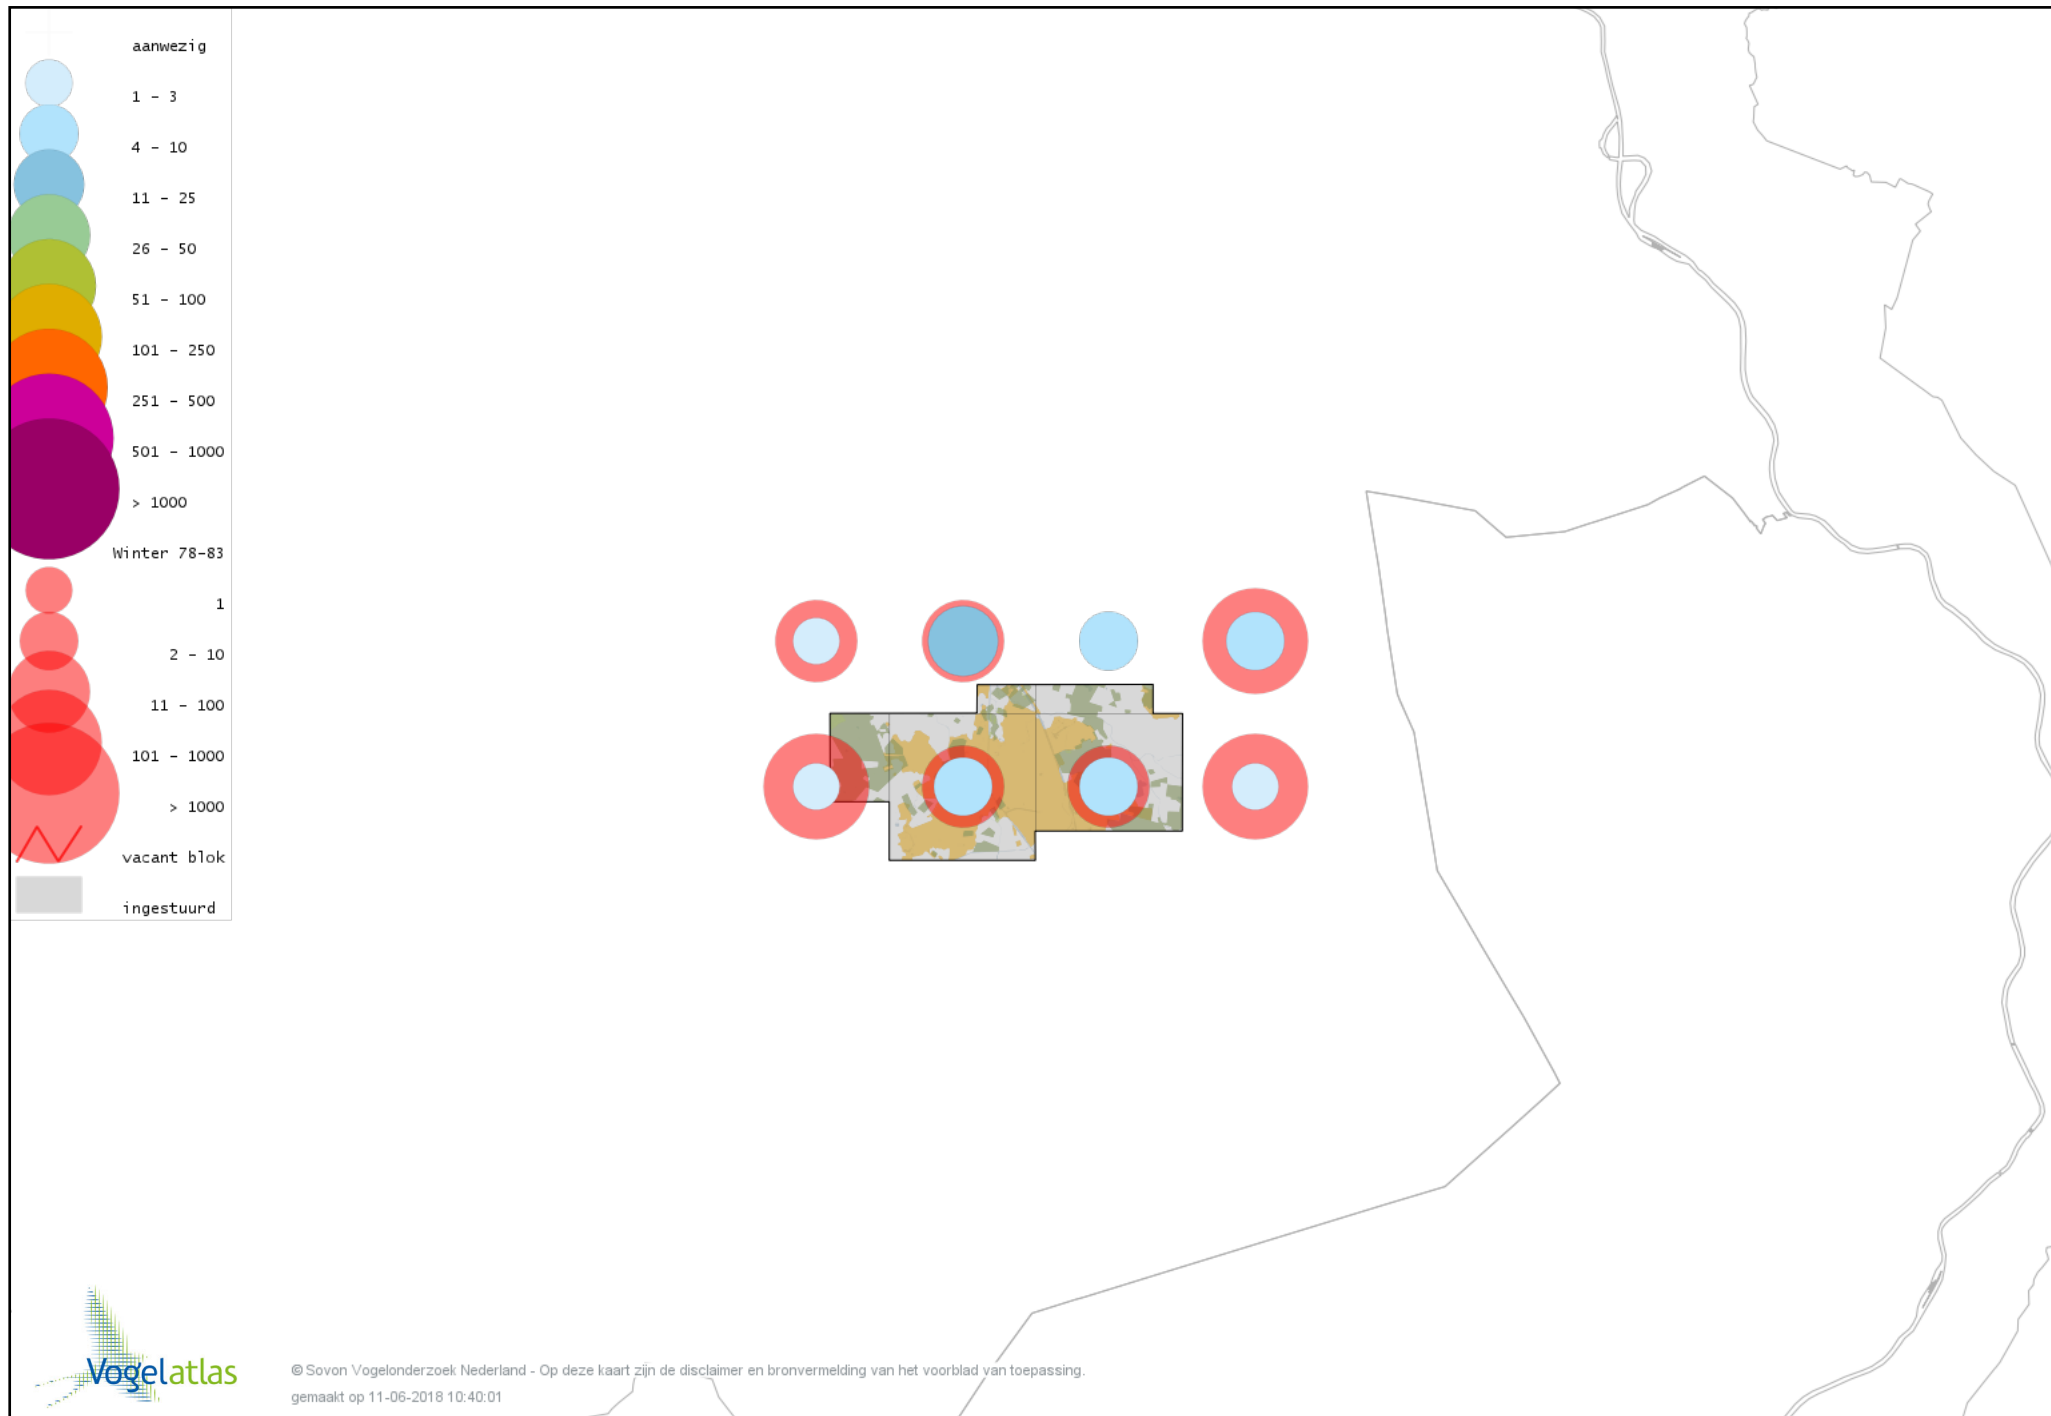 aanwezig
1 - 3
4 - 10
11 - 25
26 - 50
51 - 100
101 - 250
251 - 500
501 - 1000
> 1000
Winter 78-83
1
2 - 10
11 - 100
101 - 1000
> 1000
vacant blok
ingestuurd
Vogelatlas
© Sovon Vogelonderzoek Nederland - Op deze kaart zijn de disclaimer en bronvermelding van het voorblad van toepassing.
gemaakt op 11-06-2018 10:40:01